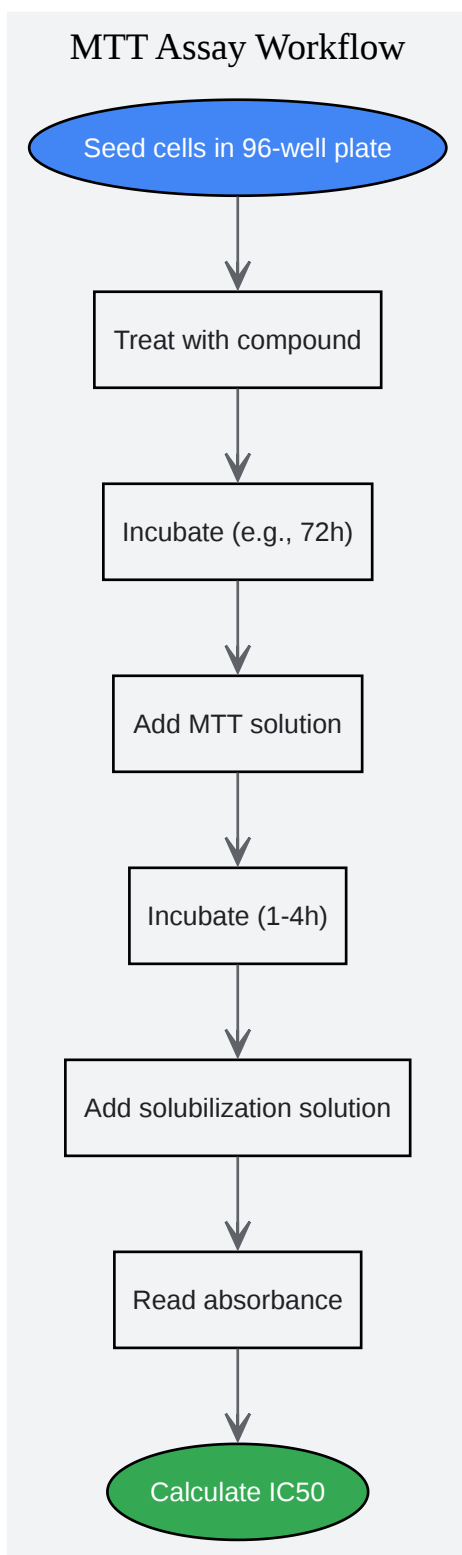 MTT Assay Workflow
Seed cells in 96-well plate
Treat with compound
Incubate (e.g., 72h)
Add MTT solution
Incubate (1-4h)
Add solubilization solution
Read absorbance
Calculate IC50